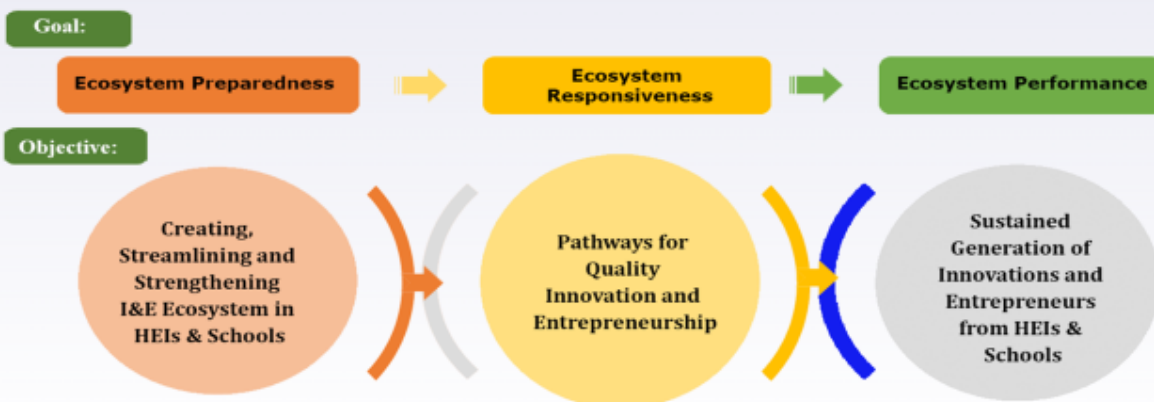 Goal:
Ecosystem Preparedness
Ecosystem
Responsiveness
Ecosystem Performance
Objective:
Creating,
Streamlining and
Strengthening
I&E Ecosystem in
HEIs & Schools
Pathways for
Quality
Innovation and
Entrepreneurship
Sustained
Generation of
Innovations and
Entrepreneurs
from HEIs &
Schools